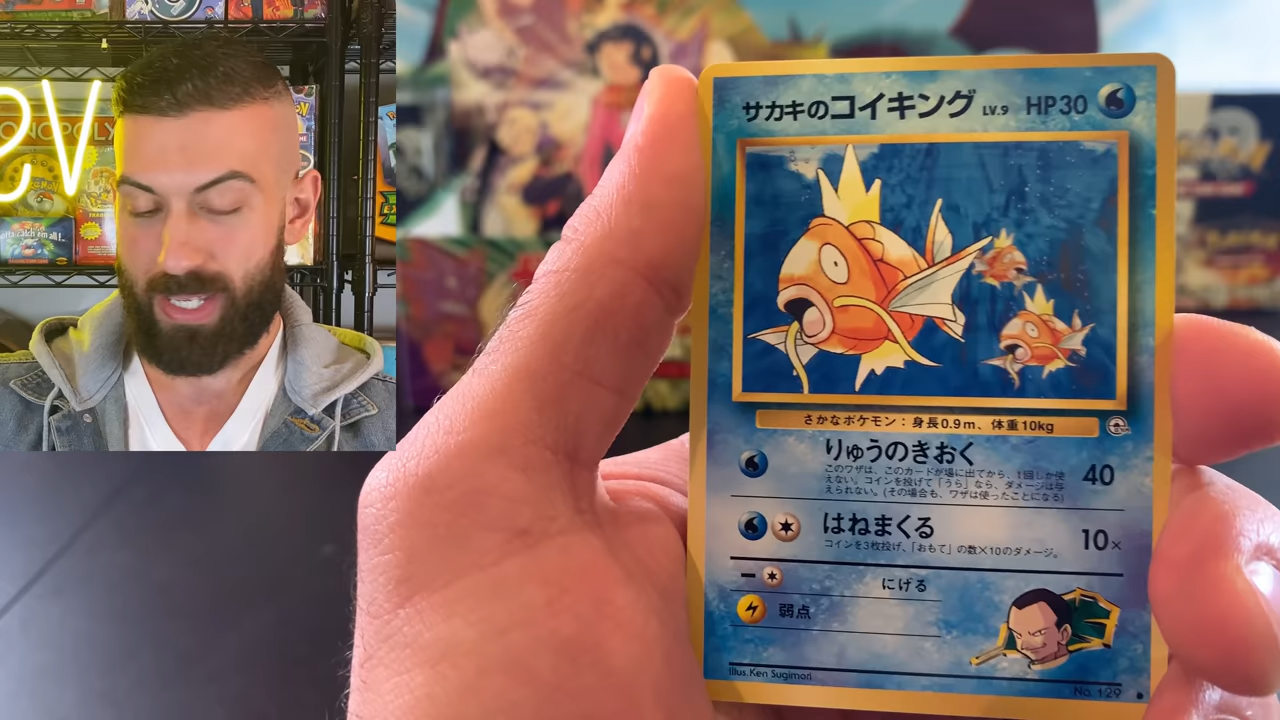 ev
MONOPOLY
gotta catch 'em all!
サカキのコイキング LV.9 HP30
さかなポケモン：身長0.9m、体重10kg
りゅうのきおく 40
このワザは、このカードが場に出てから、1回しか使
えない。コインを投げて「うら」なら、ダメージは与
えられない。(その場合も、ワザは使ったことになる)
はねまくる 10×
コインを3枚投げ、「おもて」の数×10のダメージ。
にげる
弱点
Illus. Ken Sugimori
No. 129